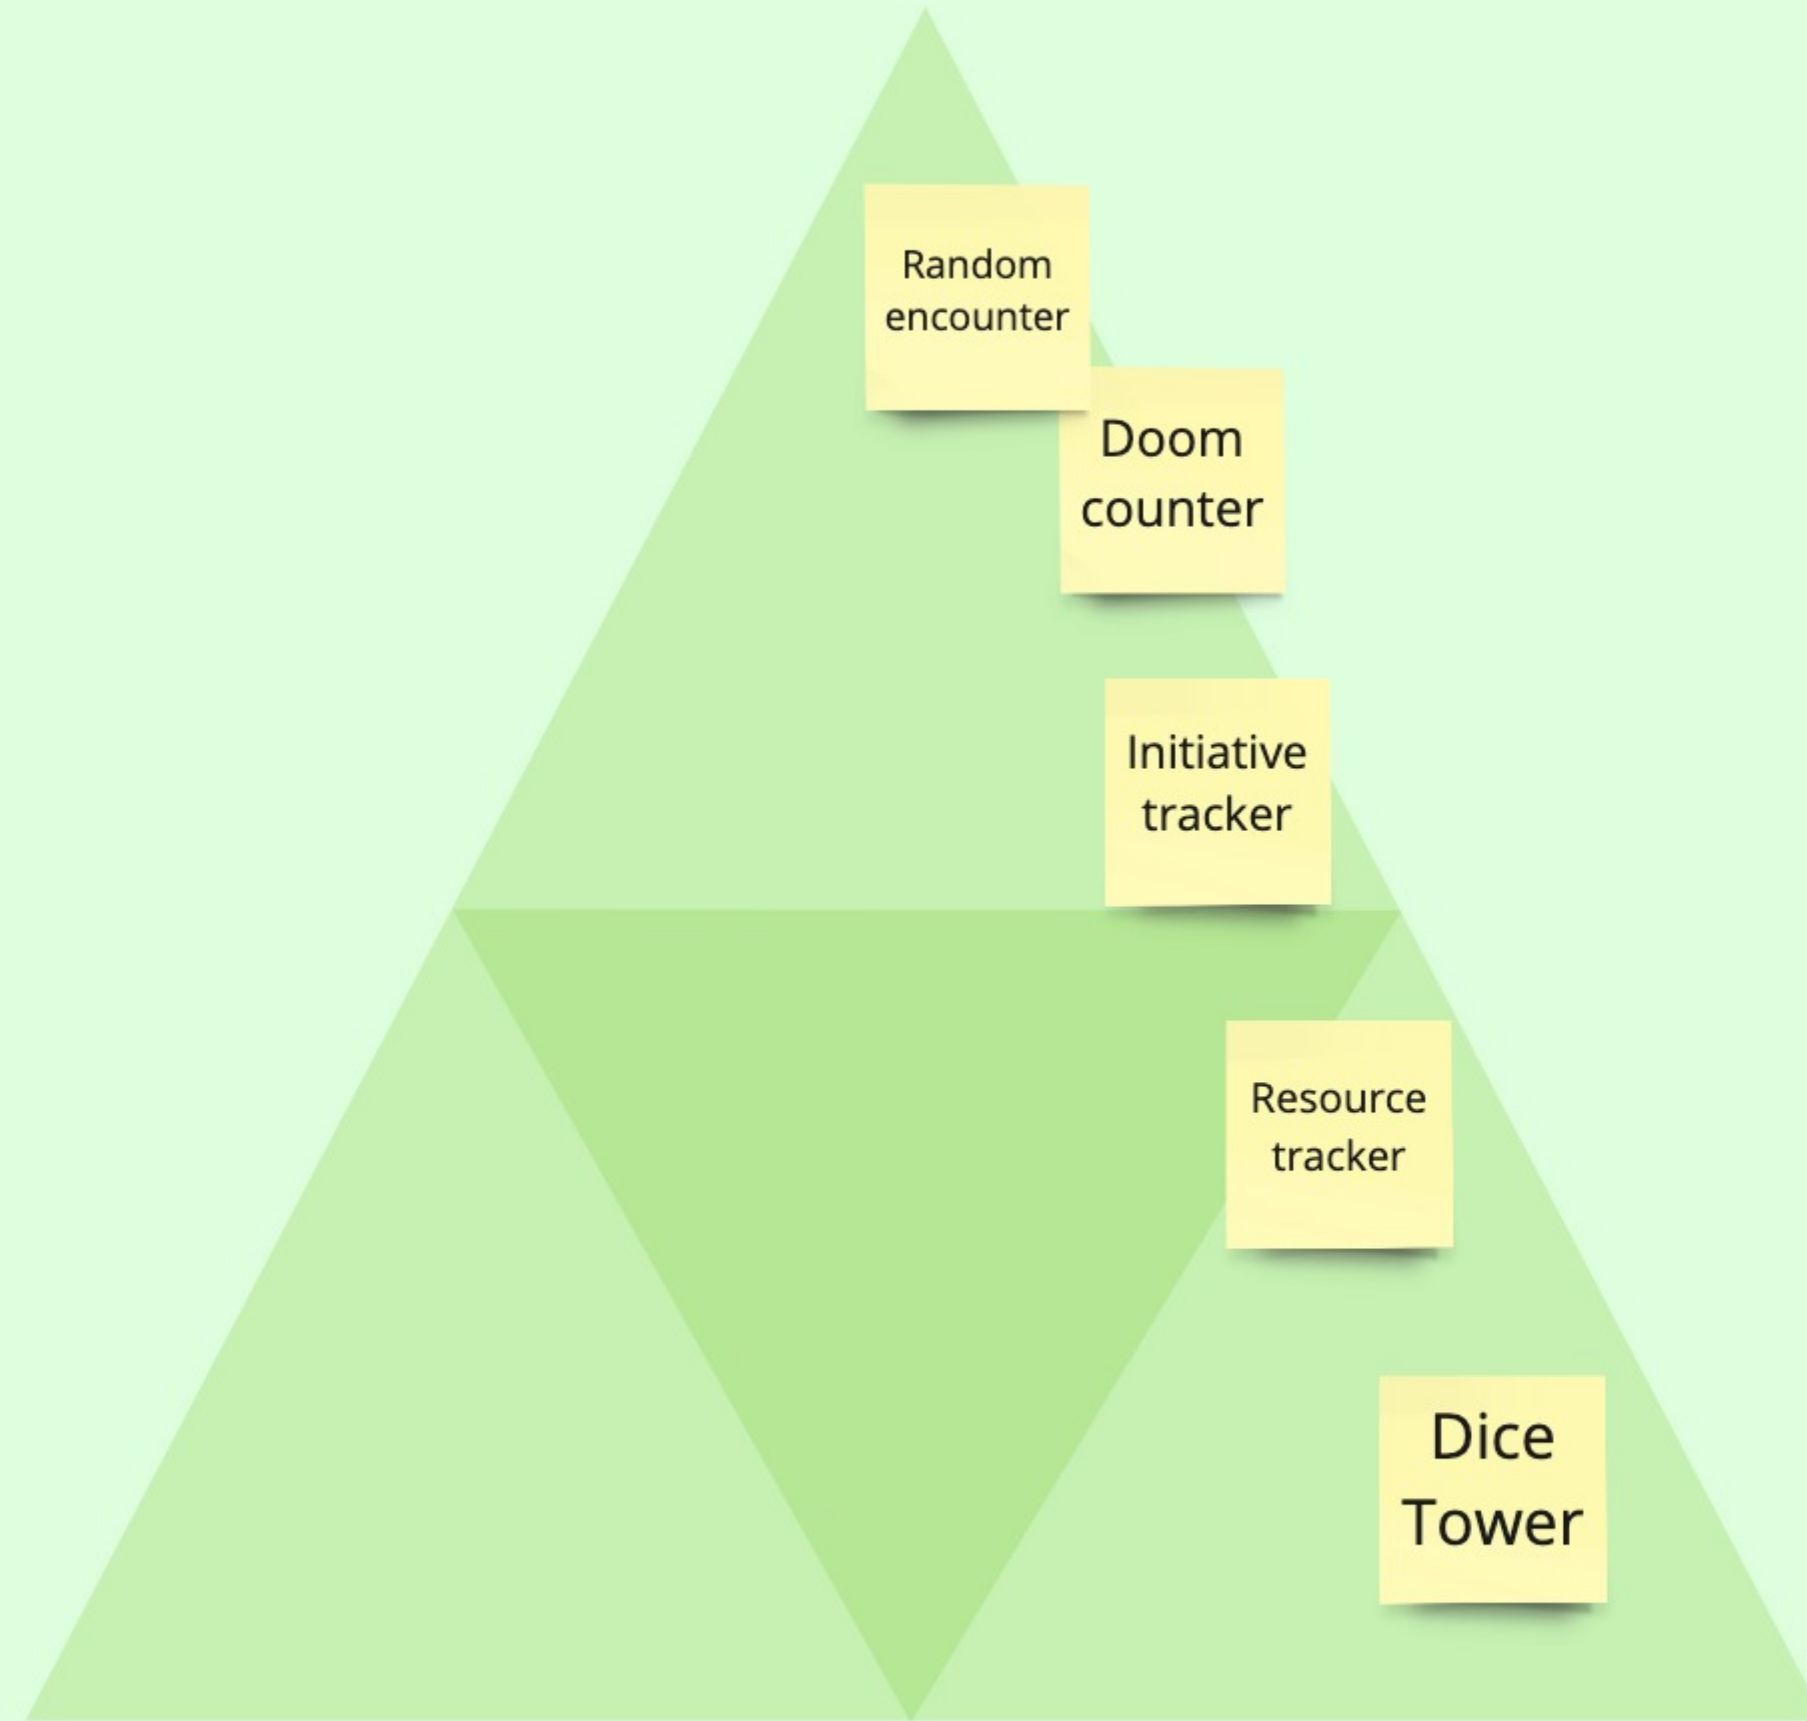 Random
encounter
Doom
counter
Initiative
tracker
Resource
tracker
Dice
Tower